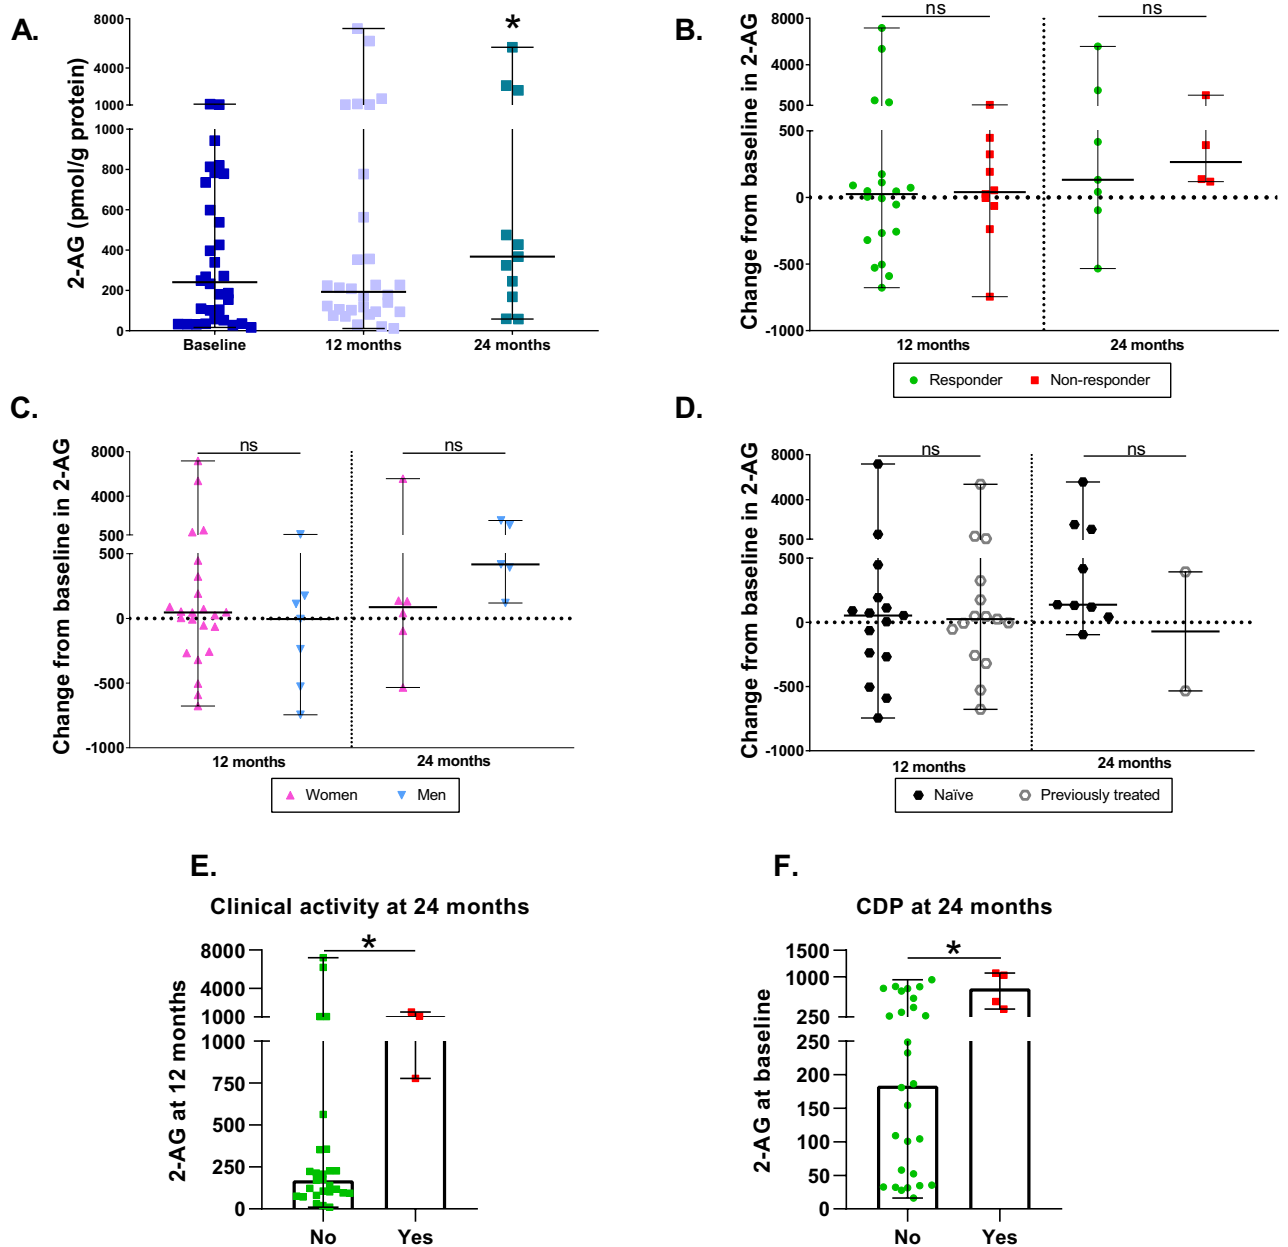 A.
2-AG (pmol/g protein)
8000
4000
1000
1000
800
600
400
200
0
*
Baseline
12 months
24 months
B.
Change from baseline in 2-AG
8000
4000
500
500
0
-500
-1000
ns
ns
12 months
24 months
Responder
Non-responder
C.
Change from baseline in 2-AG
8000
4000
500
500
0
-500
-1000
ns
ns
12 months
24 months
Women
Men
D.
Change from baseline in 2-AG
8000
4000
500
500
0
-500
-1000
ns
ns
12 months
24 months
Naïve
Previously treated
E.
Clinical activity at 24 months
2-AG at 12 months
8000
4000
1000
1000
750
500
250
0
*
No
Yes
F.
CDP at 24 months
2-AG at baseline
1500
1000
250
250
200
150
100
50
0
*
No
Yes